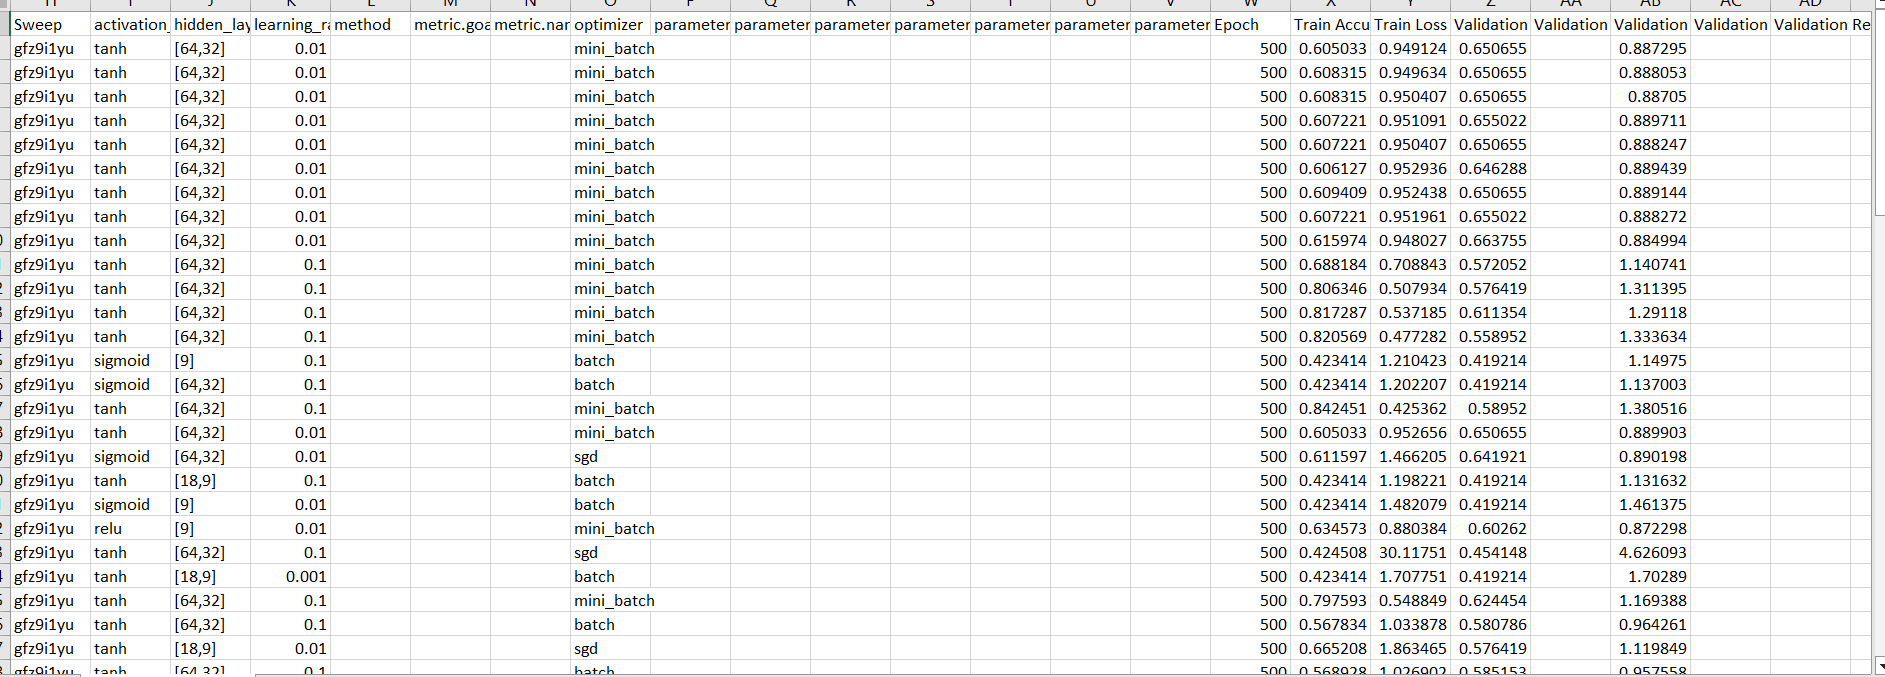 H I J K L M N O P Q R S T U V W X Y Z AA AB AC AD
Sweep activation_ hidden_lay learning_ra method metric.goa metric.nam optimizer parameter parameter parameter parameter parameter parameter parameter Epoch Train Accu Train Loss Validation Validation Validation Validation Validation Re
gfz9i1yu tanh [64,32] 0.01 mini_batch 500 0.605033 0.949124 0.650655 0.887295
gfz9i1yu tanh [64,32] 0.01 mini_batch 500 0.608315 0.949634 0.650655 0.888053
gfz9i1yu tanh [64,32] 0.01 mini_batch 500 0.608315 0.950407 0.650655 0.88705
gfz9i1yu tanh [64,32] 0.01 mini_batch 500 0.607221 0.951091 0.655022 0.889711
gfz9i1yu tanh [64,32] 0.01 mini_batch 500 0.607221 0.950407 0.650655 0.888247
gfz9i1yu tanh [64,32] 0.01 mini_batch 500 0.606127 0.952936 0.646288 0.889439
gfz9i1yu tanh [64,32] 0.01 mini_batch 500 0.609409 0.952438 0.650655 0.889144
gfz9i1yu tanh [64,32] 0.01 mini_batch 500 0.607221 0.951961 0.655022 0.888272
gfz9i1yu tanh [64,32] 0.01 mini_batch 500 0.615974 0.948027 0.663755 0.884994
gfz9i1yu tanh [64,32] 0.1 mini_batch 500 0.688184 0.708843 0.572052 1.140741
gfz9i1yu tanh [64,32] 0.1 mini_batch 500 0.806346 0.507934 0.576419 1.311395
gfz9i1yu tanh [64,32] 0.1 mini_batch 500 0.817287 0.537185 0.611354 1.29118
gfz9i1yu tanh [64,32] 0.1 mini_batch 500 0.820569 0.477282 0.558952 1.333634
gfz9i1yu sigmoid [9] 0.1 batch 500 0.423414 1.210423 0.419214 1.14975
gfz9i1yu sigmoid [64,32] 0.1 batch 500 0.423414 1.202207 0.419214 1.137003
gfz9i1yu tanh [64,32] 0.1 mini_batch 500 0.842451 0.425362 0.58952 1.380516
gfz9i1yu tanh [64,32] 0.01 mini_batch 500 0.605033 0.952656 0.650655 0.889903
gfz9i1yu sigmoid [64,32] 0.01 sgd 500 0.611597 1.466205 0.641921 0.890198
gfz9i1yu tanh [18,9] 0.1 batch 500 0.423414 1.198221 0.419214 1.131632
gfz9i1yu sigmoid [9] 0.01 batch 500 0.423414 1.482079 0.419214 1.461375
gfz9i1yu relu [9] 0.01 mini_batch 500 0.634573 0.880384 0.60262 0.872298
gfz9i1yu tanh [64,32] 0.1 sgd 500 0.424508 30.11751 0.454148 4.626093
gfz9i1yu tanh [18,9] 0.001 batch 500 0.423414 1.707751 0.419214 1.70289
gfz9i1yu tanh [64,32] 0.1 mini_batch 500 0.797593 0.548849 0.624454 1.169388
gfz9i1yu tanh [64,32] 0.1 batch 500 0.567834 1.033878 0.580786 0.964261
gfz9i1yu tanh [18,9] 0.01 sgd 500 0.665208 1.863465 0.576419 1.119849
gfz9i1yu tanh [64,32] 0.1 batch 500 0.568928 1.026902 0.585153 0.957558